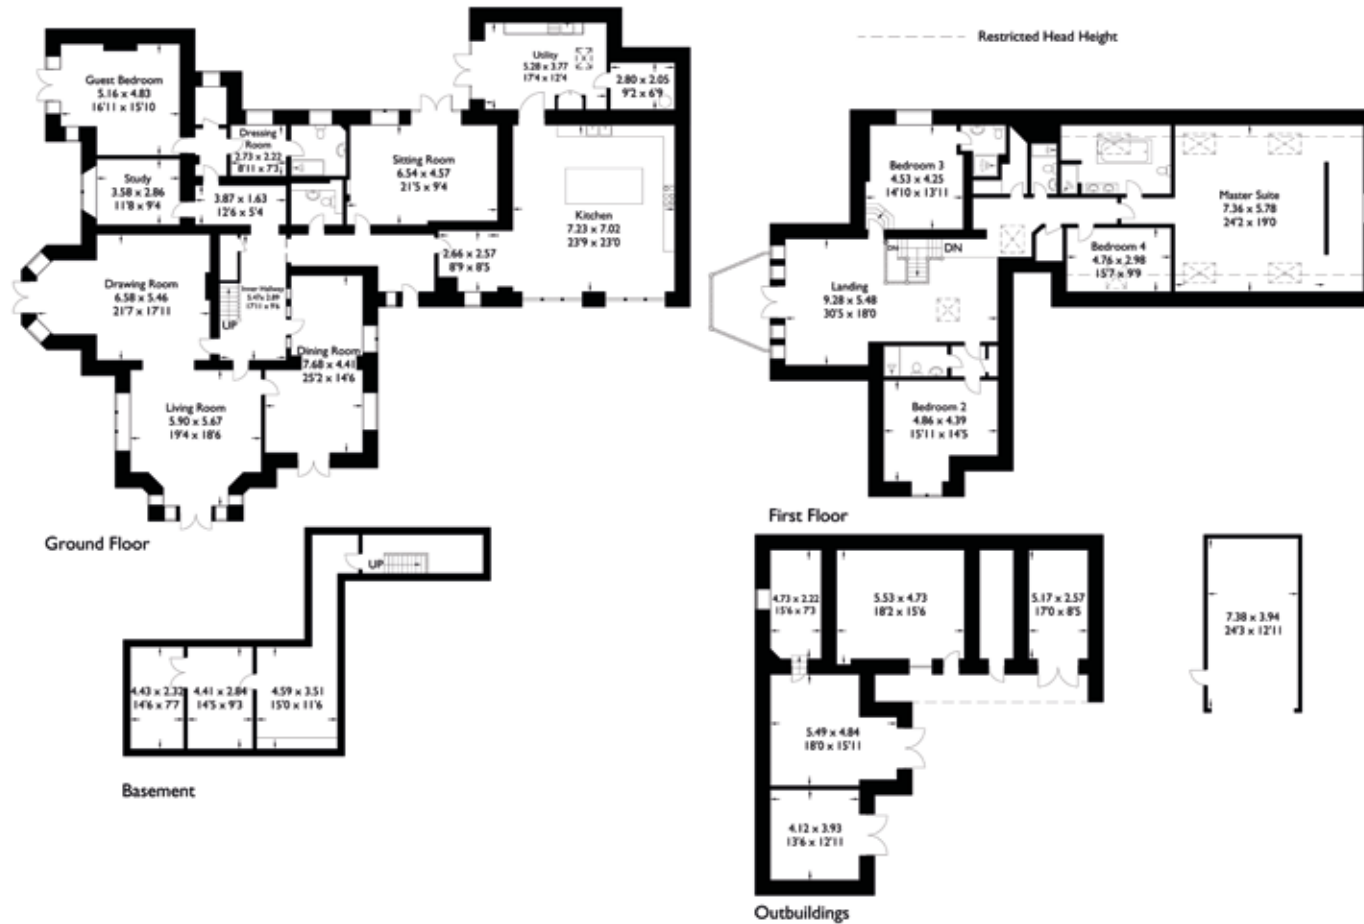 Restricted Head Height
Utility
5.28 x 3.77
17'4 x 12'4
2.80 x 2.05
9'2 x 6'9
Guest Bedroom
5.16 x 4.83
16'11 x 15'10
Dressing
Room
2.73 x 2.22
8'11 x 7'3
Sitting Room
6.54 x 4.57
21'5 x 9'4
Study
3.58 x 2.86
11'8 x 9'4
3.87 x 1.63
12'6 x 5'4
Kitchen
7.23 x 7.02
23'9 x 23'0
2.66 x 2.57
8'9 x 8'5
Drawing Room
6.58 x 5.46
21'7 x 17'11
Inner Hallway
5.47x 2.89
17'11 x 9'6
UP
Dining Room
7.68 x 4.41
25'2 x 14'6
Living Room
5.90 x 5.67
19'4 x 18'6
Ground Floor
Bedroom 3
4.53 x 4.25
14'10 x 13'11
Master Suite
7.36 x 5.78
24'2 x 19'0
DN
DN
Bedroom 4
4.76 x 2.98
15'7 x 9'9
Landing
9.28 x 5.48
30'5 x 18'0
Bedroom 2
4.86 x 4.39
15'11 x 14'5
First Floor
UP
4.43 x 2.32
14'6 x 7'7
4.41 x 2.84
14'5 x 9'3
4.59 x 3.51
15'0 x 11'6
Basement
4.73 x 2.22
15'6 x 7'3
5.53 x 4.73
18'2 x 15'6
5.17 x 2.57
17'0 x 8'5
7.38 x 3.94
24'3 x 12'11
5.49 x 4.84
18'0 x 15'11
4.12 x 3.93
13'6 x 12'11
Outbuildings